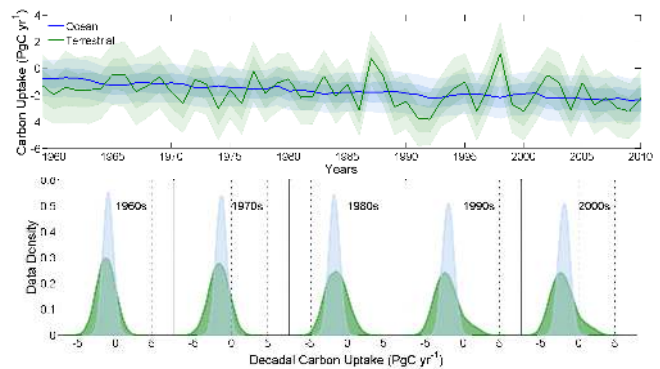 4
Ocean
Terrestrial
2
0
-2
-4
-6
Carbon Uptake (PgC yr-1)
1960 1965 1970 1975 1980 1985 1990 1995 2000 2005 2010
Years
0.6
0.5
0.4
0.3
0.2
0.1
0
Data Density
1960s 1970s 1980s 1990s 2000s
-5 0 5 -5 0 5 -5 0 5 -5 0 5 -5 0 5
Decadal Carbon Uptake (PgC yr-1)